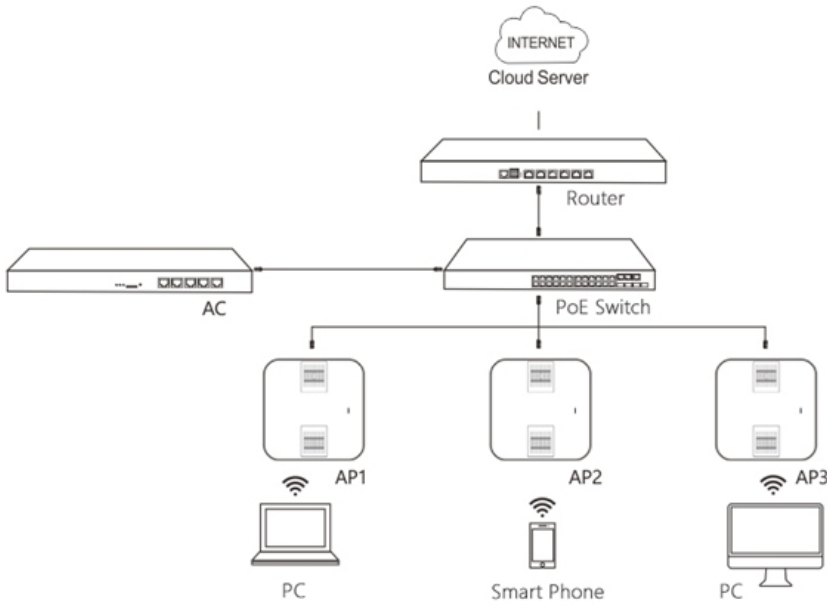 INTERNET
Cloud Server
Router
AC
PoE Switch
AP1
AP2
AP3
PC
Smart Phone
PC